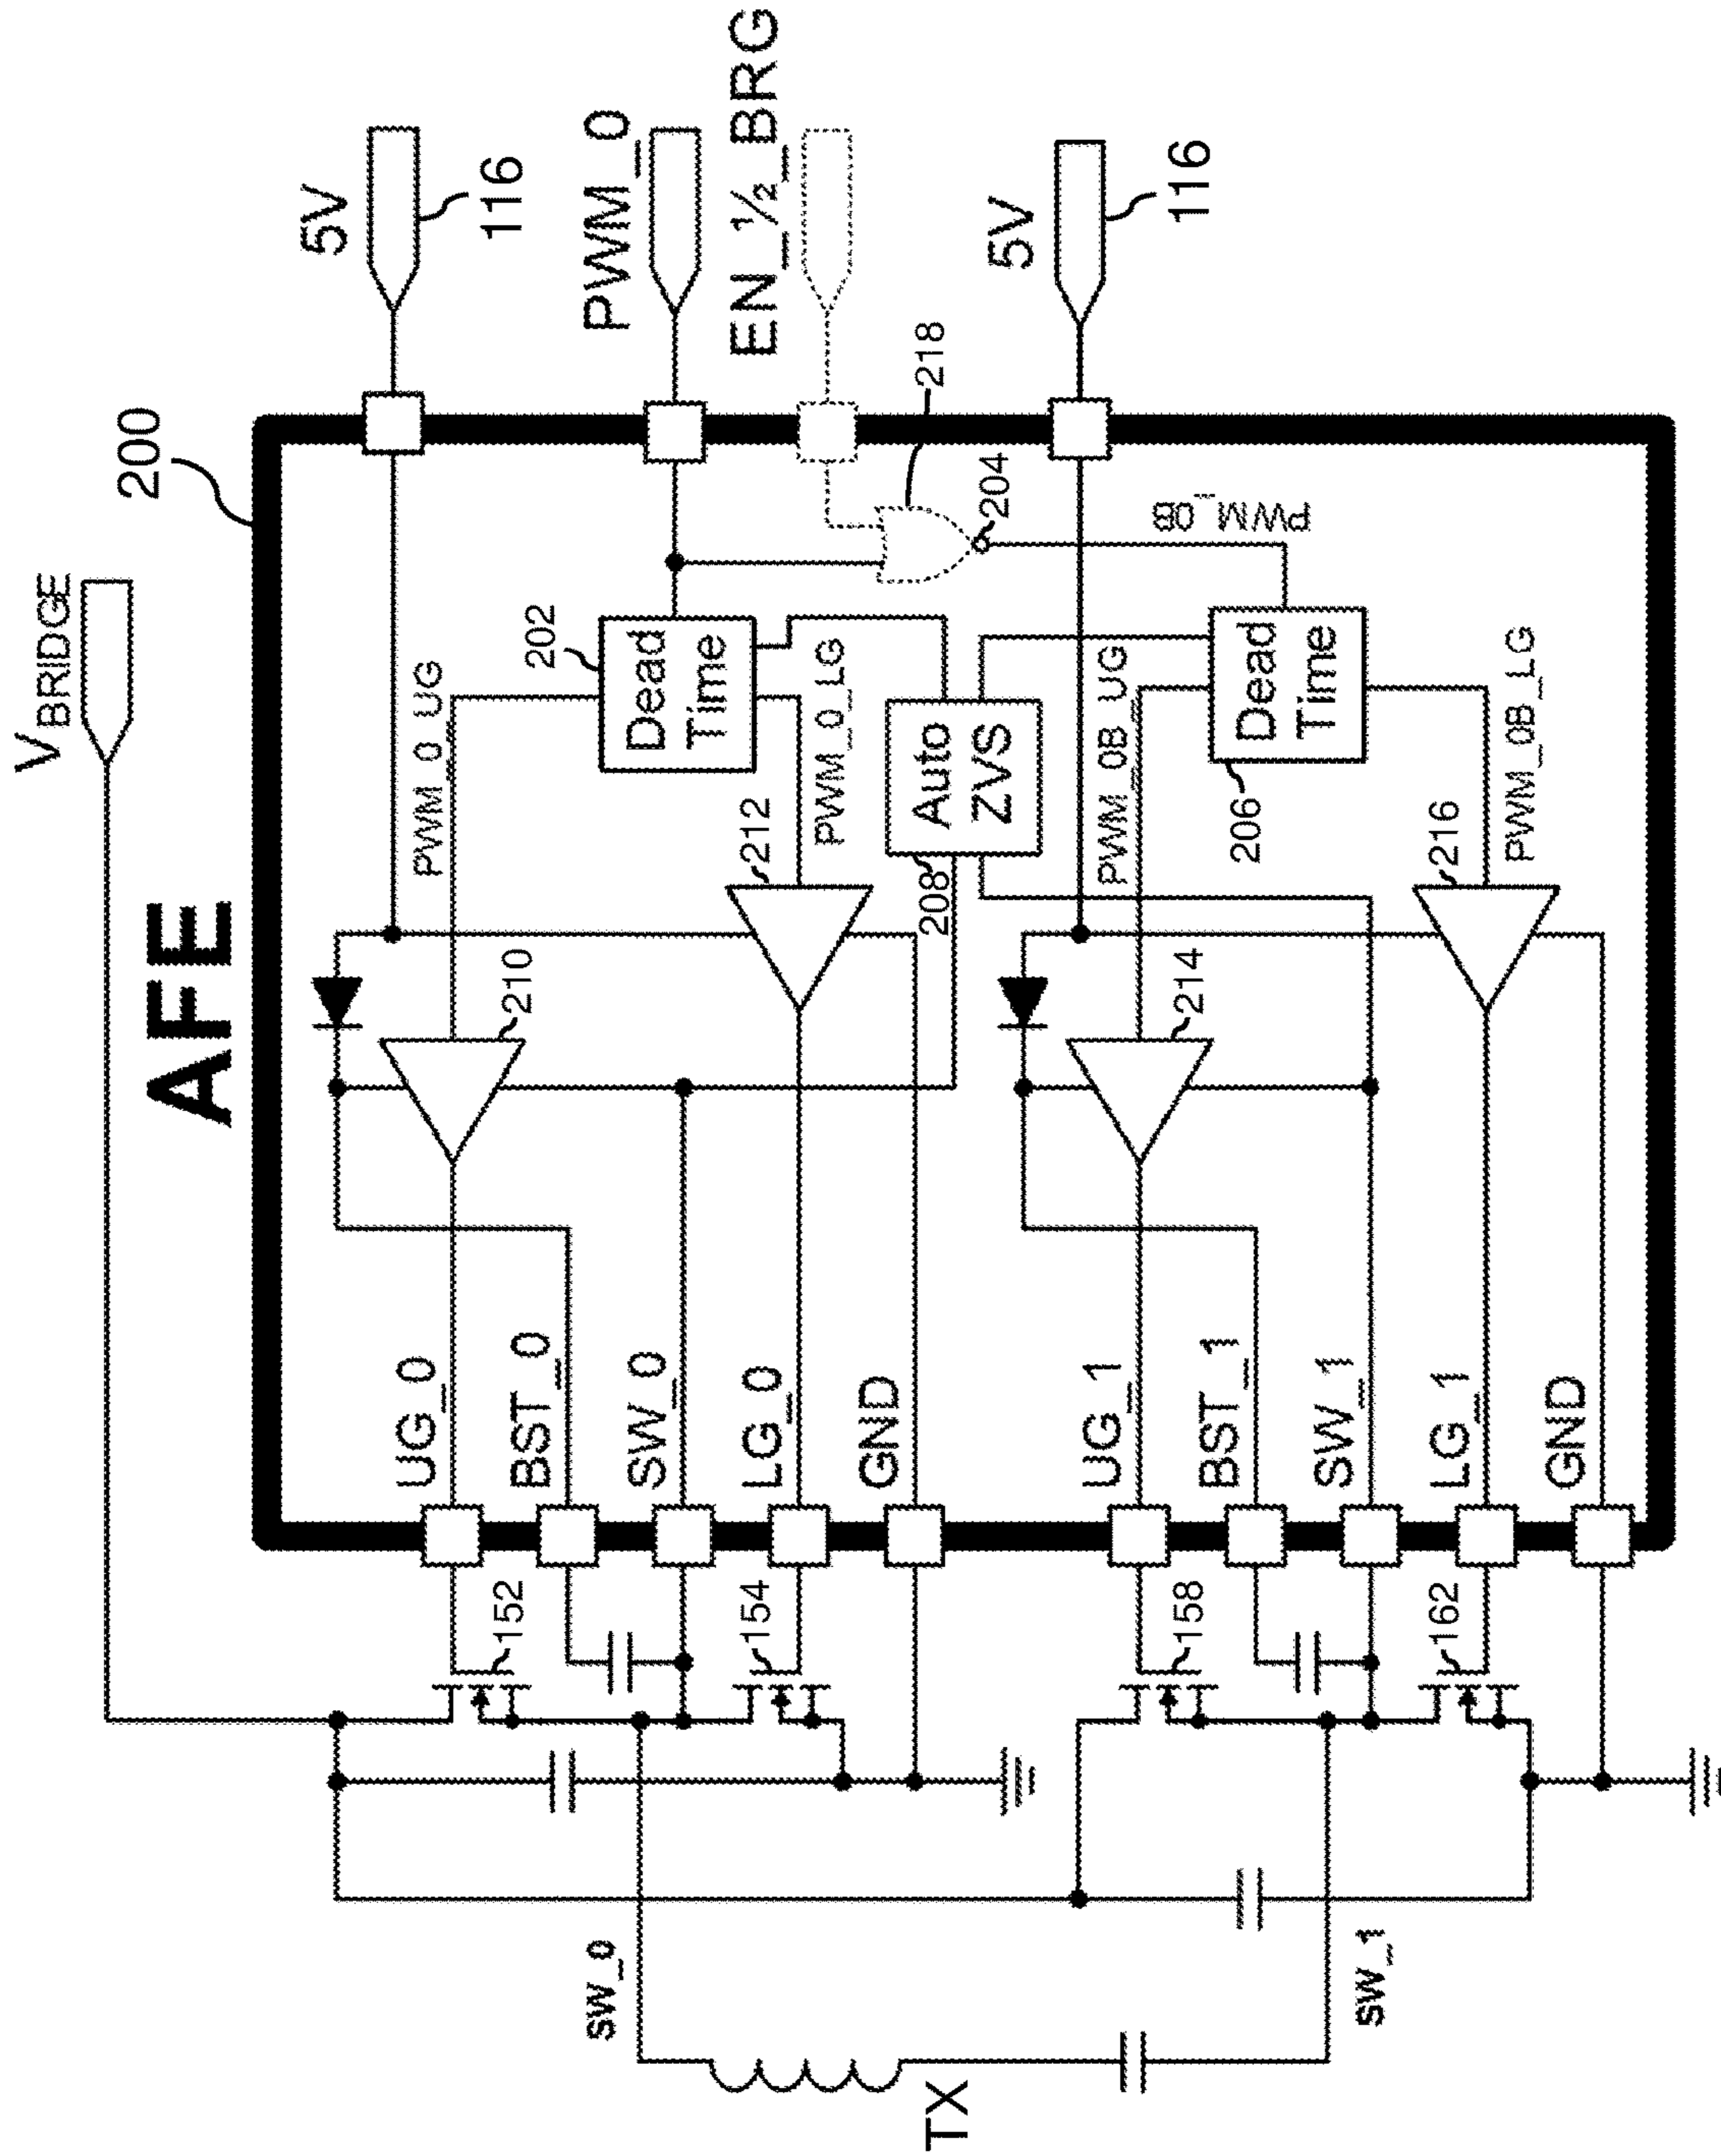 AFE
200
V_BRIDGE
5V
116
PWM_0
EN_½_BRG
5V
116
218
204
PWM_0B
202
Dead
Time
PWM_0_UG
PWM_0_LG
212
210
Auto
ZVS
208
PWM_0B_UG
Dead
Time
206
PWM_0B_LG
216
214
UG_0
BST_0
SW_0
LG_0
GND
UG_1
BST_1
SW_1
LG_1
GND
152
154
158
162
SW_0
SW_1
TX